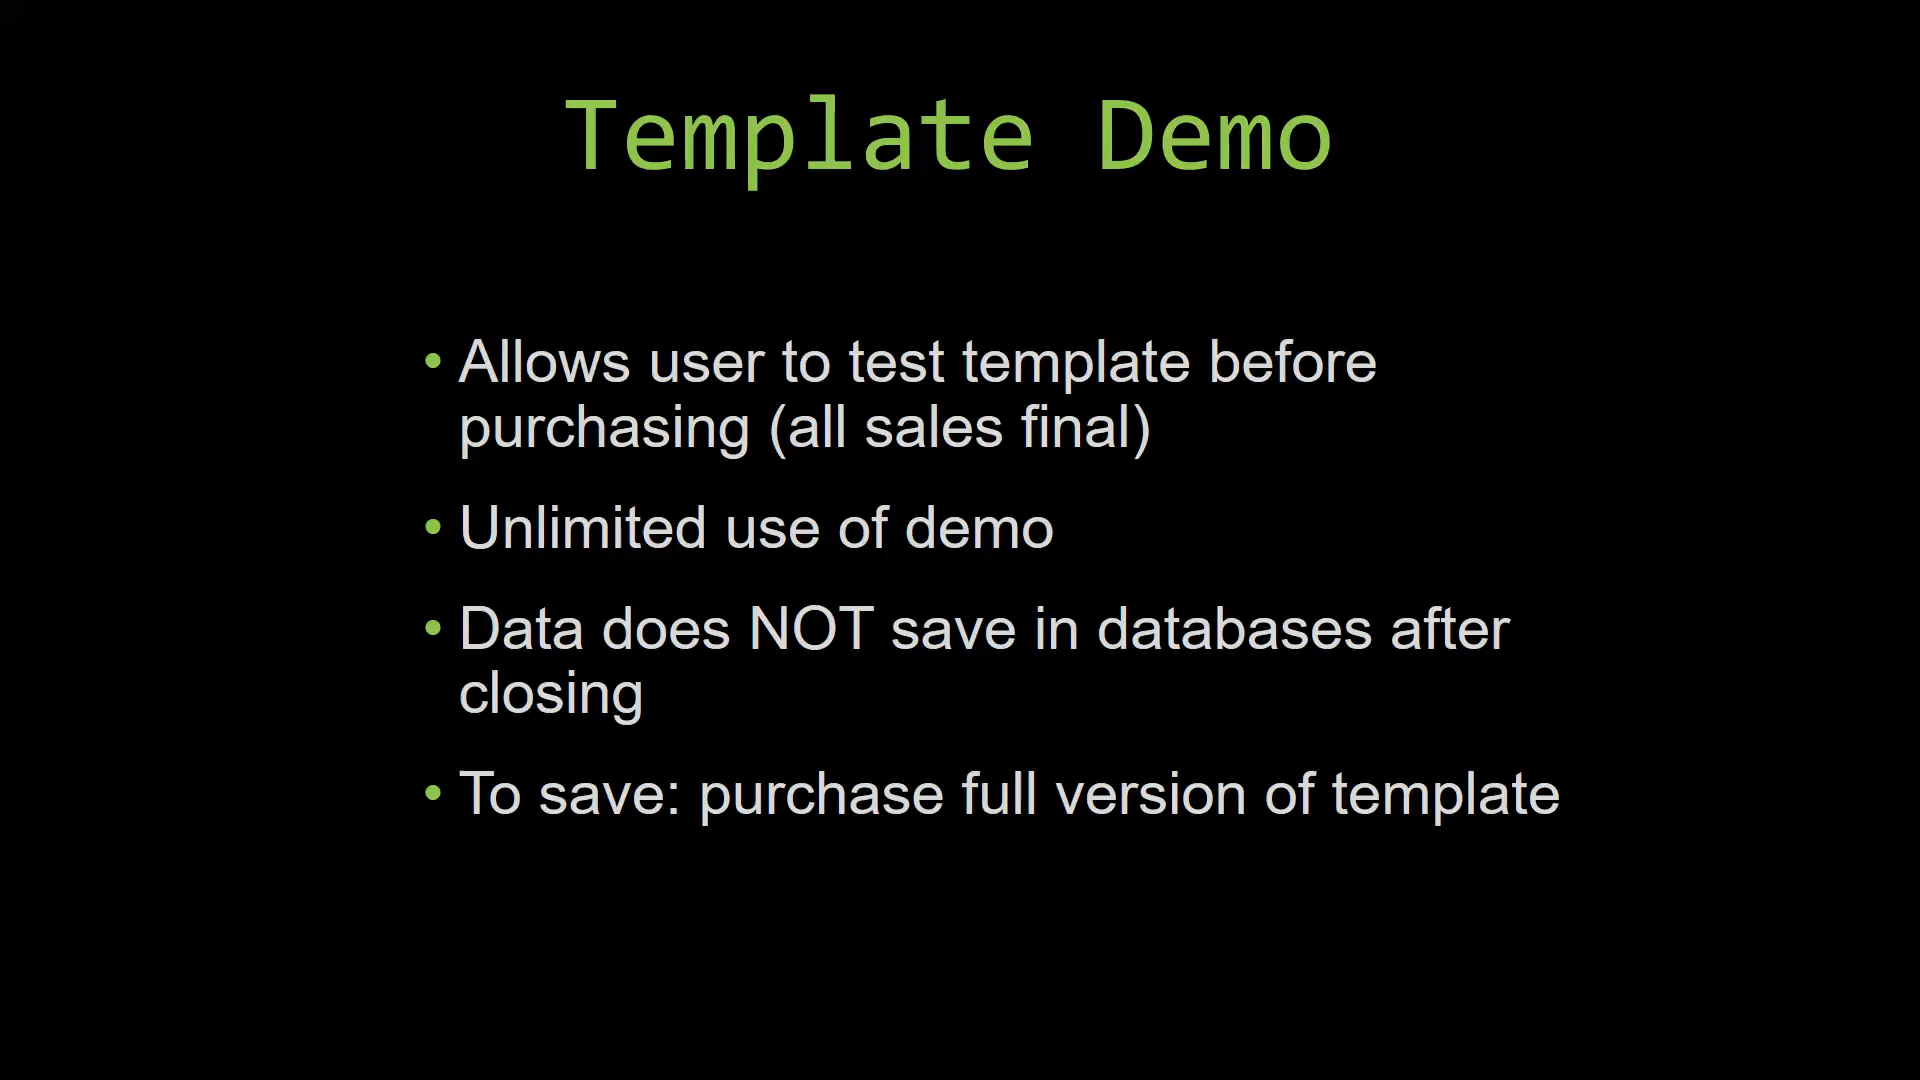 Template Demo
• Allows user to test template before
purchasing (all sales final)
• Unlimited use of demo
• Data does NOT save in databases after
closing
• To save: purchase full version of template